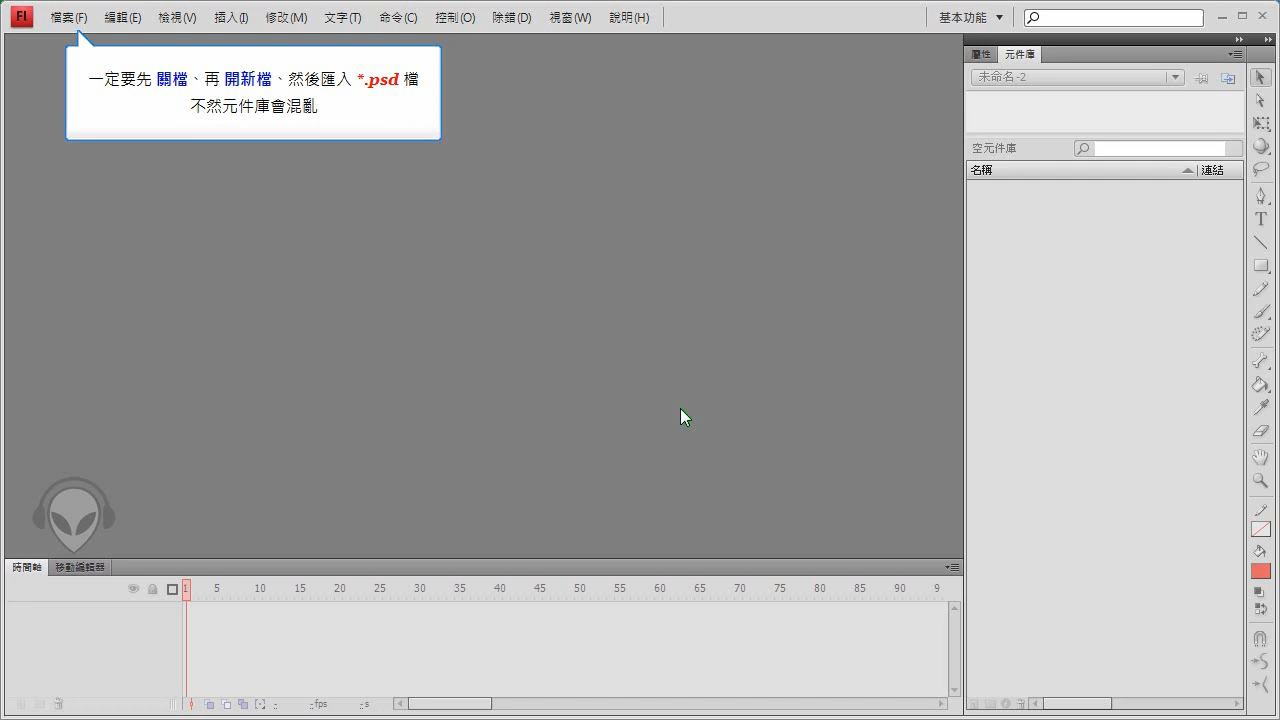 Fl 檔案(F) 編輯(E) 檢視(V) 插入(I) 修改(M) 文字(T) 命令(C) 控制(O) 除錯(D) 視窗(W) 說明(H) 基本功能
一定要先 關檔、再 開新檔、然後匯入 *.psd 檔
不然元件庫會混亂
屬性 元件庫
未命名-2
空元件庫
名稱 連結
T
時間軸 移動編輯器
1 5 10 15 20 25 30 35 40 45 50 55 60 65 70 75 80 85 90 9
fps s